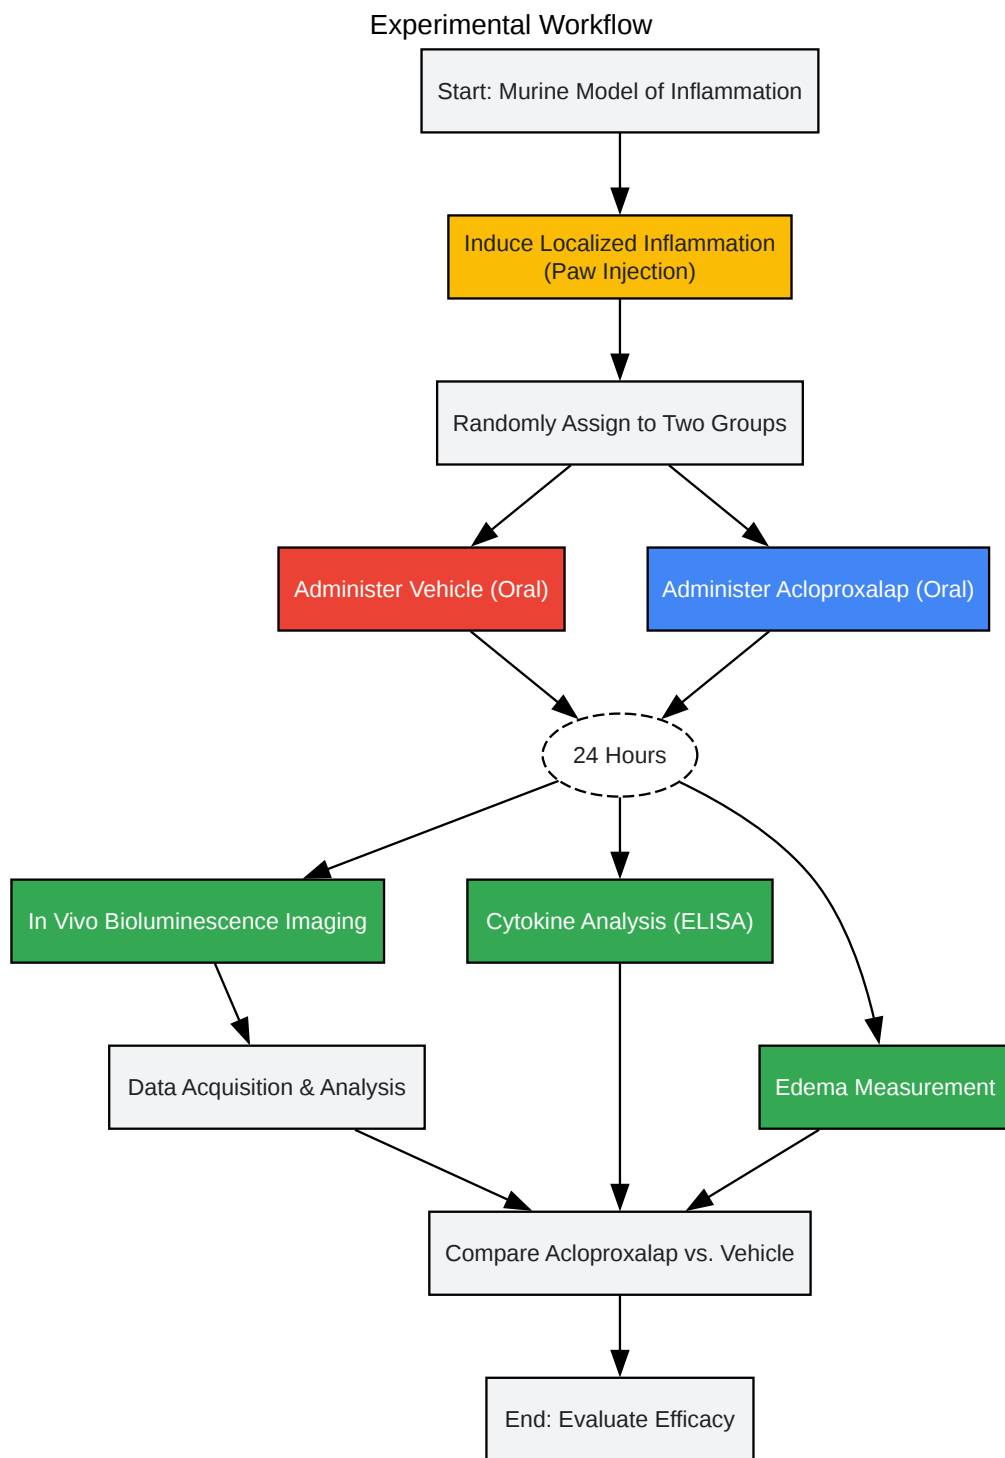 Experimental Workflow
Start: Murine Model of Inflammation
Induce Localized Inflammation
(Paw Injection)
Randomly Assign to Two Groups
Administer Vehicle (Oral)
Administer Acloproxalap (Oral)
24 Hours
In Vivo Bioluminescence Imaging
Cytokine Analysis (ELISA)
Data Acquisition & Analysis
Edema Measurement
Compare Acloproxalap vs. Vehicle
End: Evaluate Efficacy